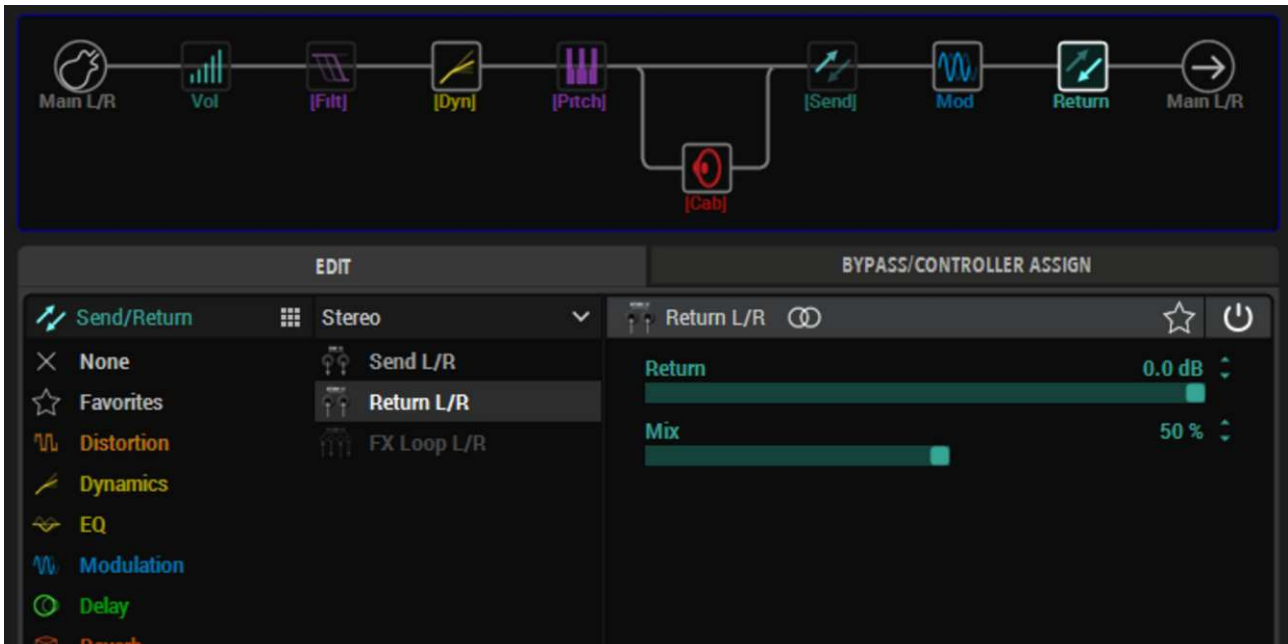 Main L/R
Vol
[Filt]
[Dyn]
[Pitch]
[Send]
Mod
Return
Main L/R
[Cab]
EDIT
BYPASS/CONTROLLER ASSIGN
Send/Return
Stereo
Return L/R
None
Send L/R
Return
0.0 dB
Favorites
Return L/R
Mix
50 %
Distortion
FX Loop L/R
Dynamics
EQ
Modulation
Delay
Reverb